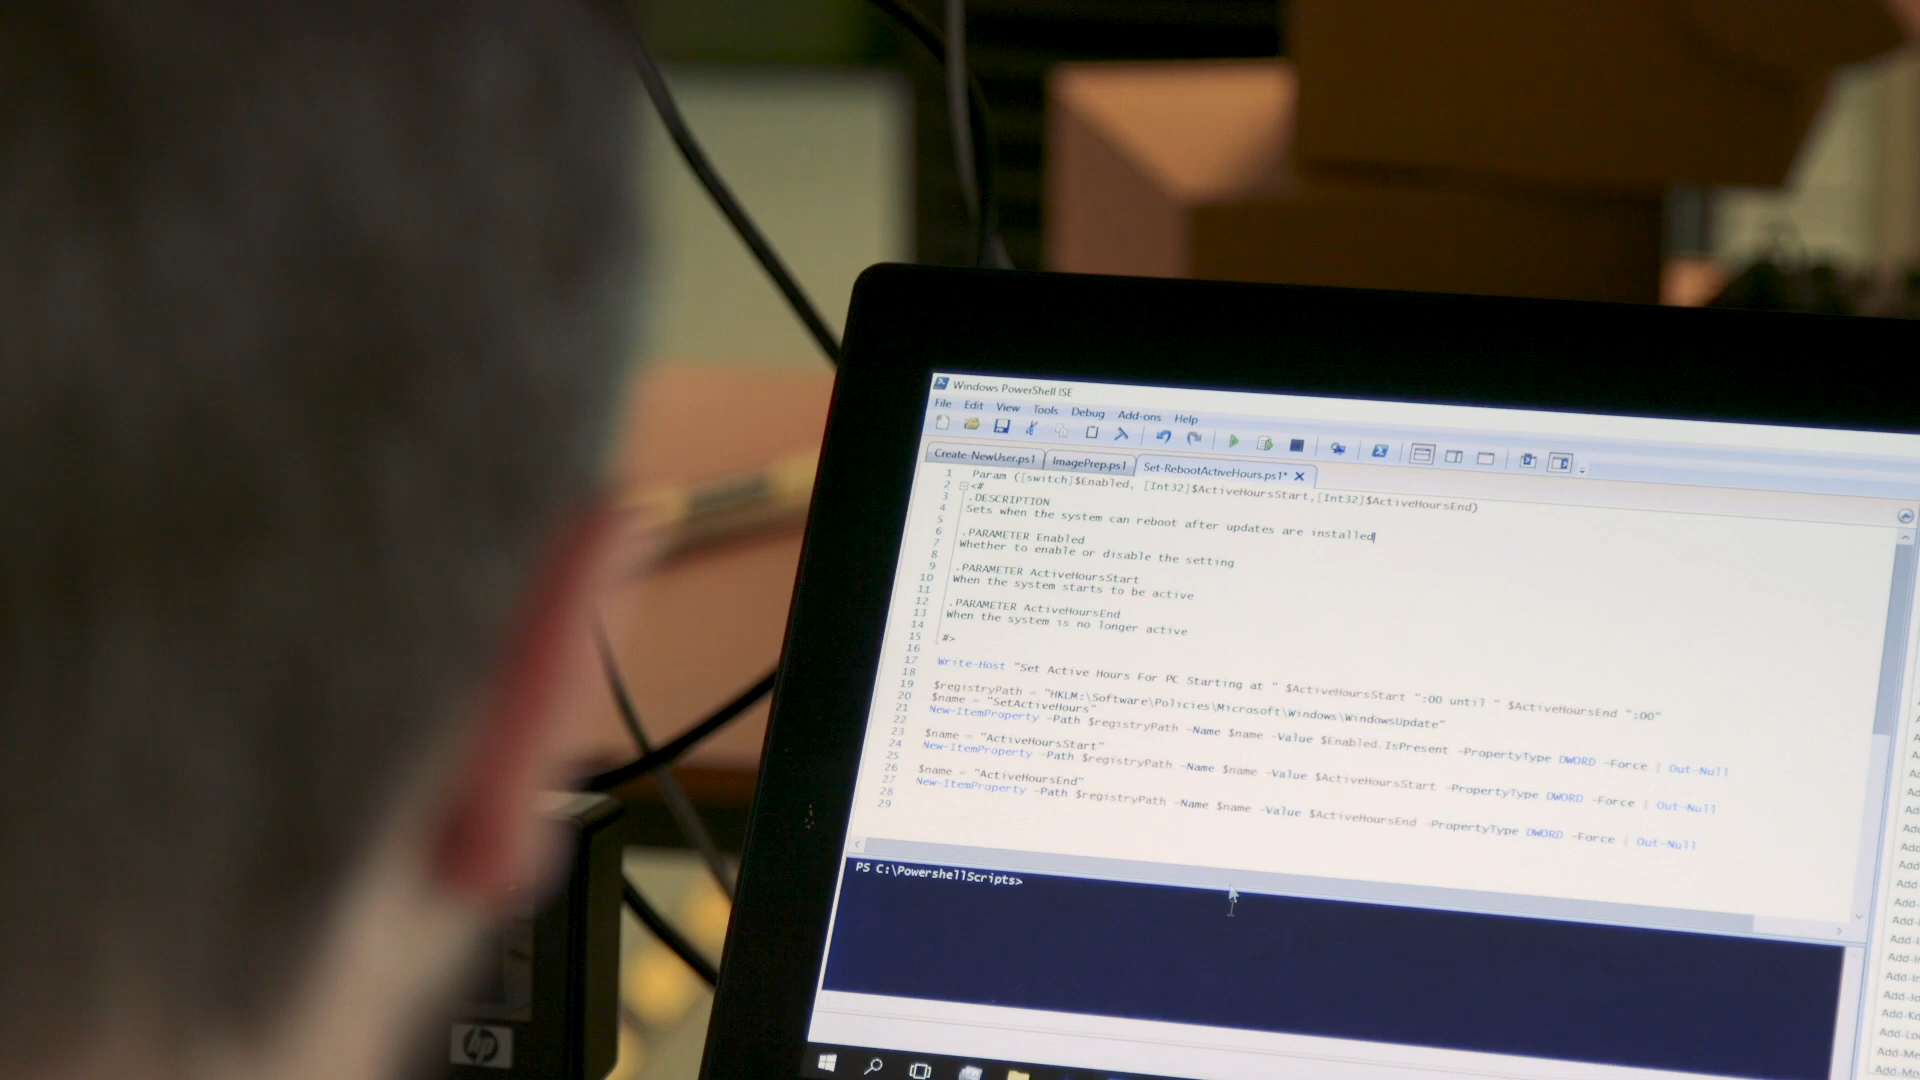 Windows PowerShell ISE
File Edit View Tools Debug Add-ons Help
Create-NewUser.ps1 ImagePrep.ps1 Set-RebootActiveHours.ps1* X
1 Param ([switch]$Enabled, [Int32]$ActiveHoursStart,[Int32]$ActiveHoursEnd)
2 <#
3 .DESCRIPTION
4 Sets when the system can reboot after updates are installed
5
6 .PARAMETER Enabled
7 Whether to enable or disable the setting
8
9 .PARAMETER ActiveHoursStart
10 When the system starts to be active
11
12 .PARAMETER ActiveHoursEnd
13 When the system is no longer active
14
15 #>
16
17 Write-Host "Set Active Hours For PC Starting at " $ActiveHoursStart ":00 until " $ActiveHoursEnd ":00"
18
19 $registryPath = "HKLM:\Software\Policies\Microsoft\Windows\WindowsUpdate"
20 $name = "SetActiveHours"
21 New-ItemProperty -Path $registryPath -Name $name -Value $Enabled.IsPresent -PropertyType DWORD -Force | Out-Null
22
23 $name = "ActiveHoursStart"
24 New-ItemProperty -Path $registryPath -Name $name -Value $ActiveHoursStart -PropertyType DWORD -Force | Out-Null
25
26 $name = "ActiveHoursEnd"
27 New-ItemProperty -Path $registryPath -Name $name -Value $ActiveHoursEnd -PropertyType DWORD -Force | Out-Null
28
29
PS C:\PowershellScripts>
hp